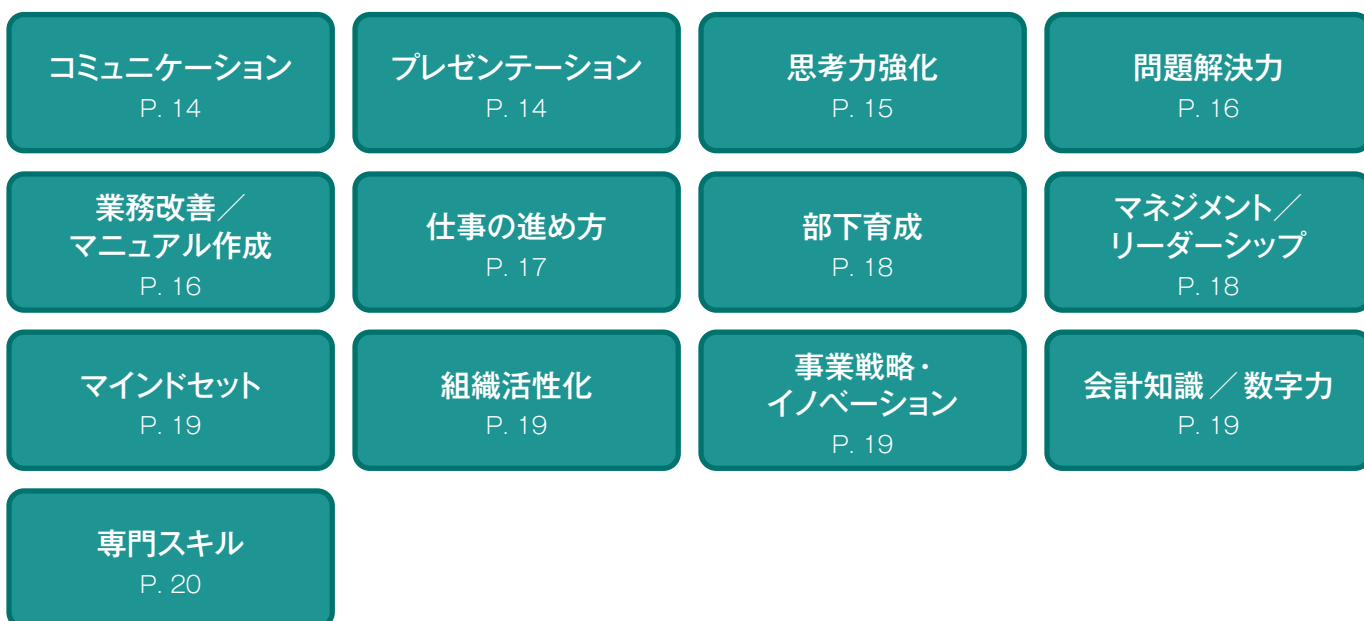 コミュニケーション
P. 14
プレゼンテーション
P. 14
思考力強化
P. 15
問題解決力
P. 16
業務改善／
マニュアル作成
P. 16
仕事の進め方
P. 17
部下育成
P. 18
マネジメント／
リーダーシップ
P. 18
マインドセット
P. 19
組織活性化
P. 19
事業戦略・
イノベーション
P. 19
会計知識／数字力
P. 19
専門スキル
P. 20